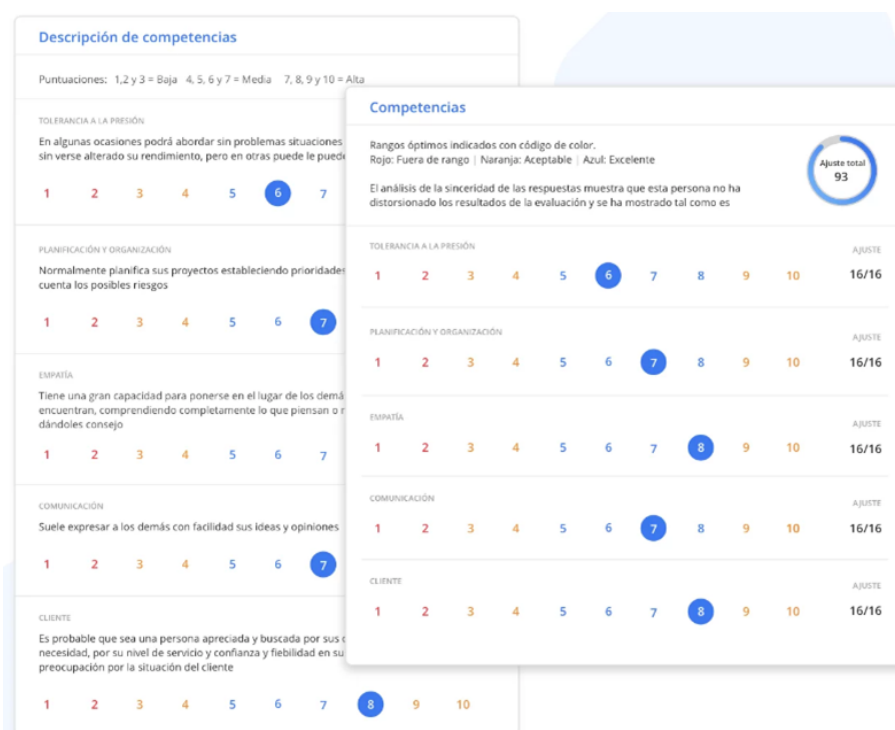 Descripción de competencias
Puntuaciones: 1,2 y 3 = Baja 4, 5, 6 y 7 = Media 7, 8, 9 y 10 = Alta
TOLERANCIA A LA PRESIÓN
En algunas ocasiones podrá abordar sin problemas situaciones
sin verse alterado su rendimiento, pero en otras puede le puede
1 2 3 4 5 6 7
PLANIFICACIÓN Y ORGANIZACIÓN
Normalmente planifica sus proyectos estableciendo prioridades
cuenta los posibles riesgos
1 2 3 4 5 6 7
EMPATÍA
Tiene una gran capacidad para ponerse en el lugar de los demá
encuentran, comprendiendo completamente lo que piensan o
dándoles consejo
1 2 3 4 5 6 7
COMUNICACIÓN
Suele expresar a los demás con facilidad sus ideas y opiniones
1 2 3 4 5 6 7
CLIENTE
Es probable que sea una persona apreciada y buscada por sus
necesidad, por su nivel de servicio y confianza y fiebilidad en su
preocupación por la situación del cliente
1 2 3 4 5 6 7 8 9 10
Competencias
Rangos óptimos indicados con código de color.
Rojo: Fuera de rango | Naranja: Aceptable | Azul: Excelente
El análisis de la sinceridad de las respuestas muestra que esta persona no ha
distorsionado los resultados de la evaluación y se ha mostrado tal como es
Ajuste total
93
TOLERANCIA A LA PRESIÓN AJUSTE
1 2 3 4 5 6 7 8 9 10 16/16
PLANIFICACIÓN Y ORGANIZACIÓN AJUSTE
1 2 3 4 5 6 7 8 9 10 16/16
EMPATÍA AJUSTE
1 2 3 4 5 6 7 8 9 10 16/16
COMUNICACIÓN AJUSTE
1 2 3 4 5 6 7 8 9 10 16/16
CLIENTE AJUSTE
1 2 3 4 5 6 7 8 9 10 16/16